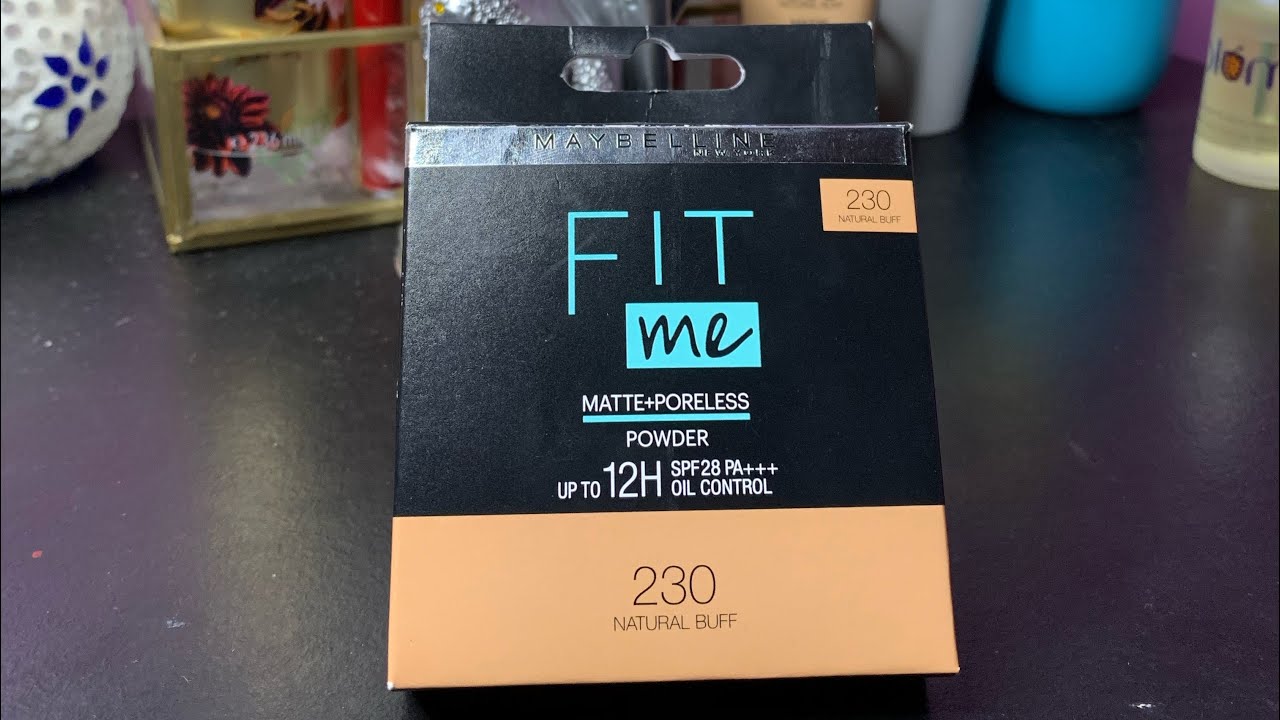 MAYBELLINE
NEW YORK
230
NATURAL BUFF
FIT
me
MATTE+PORELESS
POWDER
UP TO 12H SPF28 PA+++
OIL CONTROL
230
NATURAL BUFF